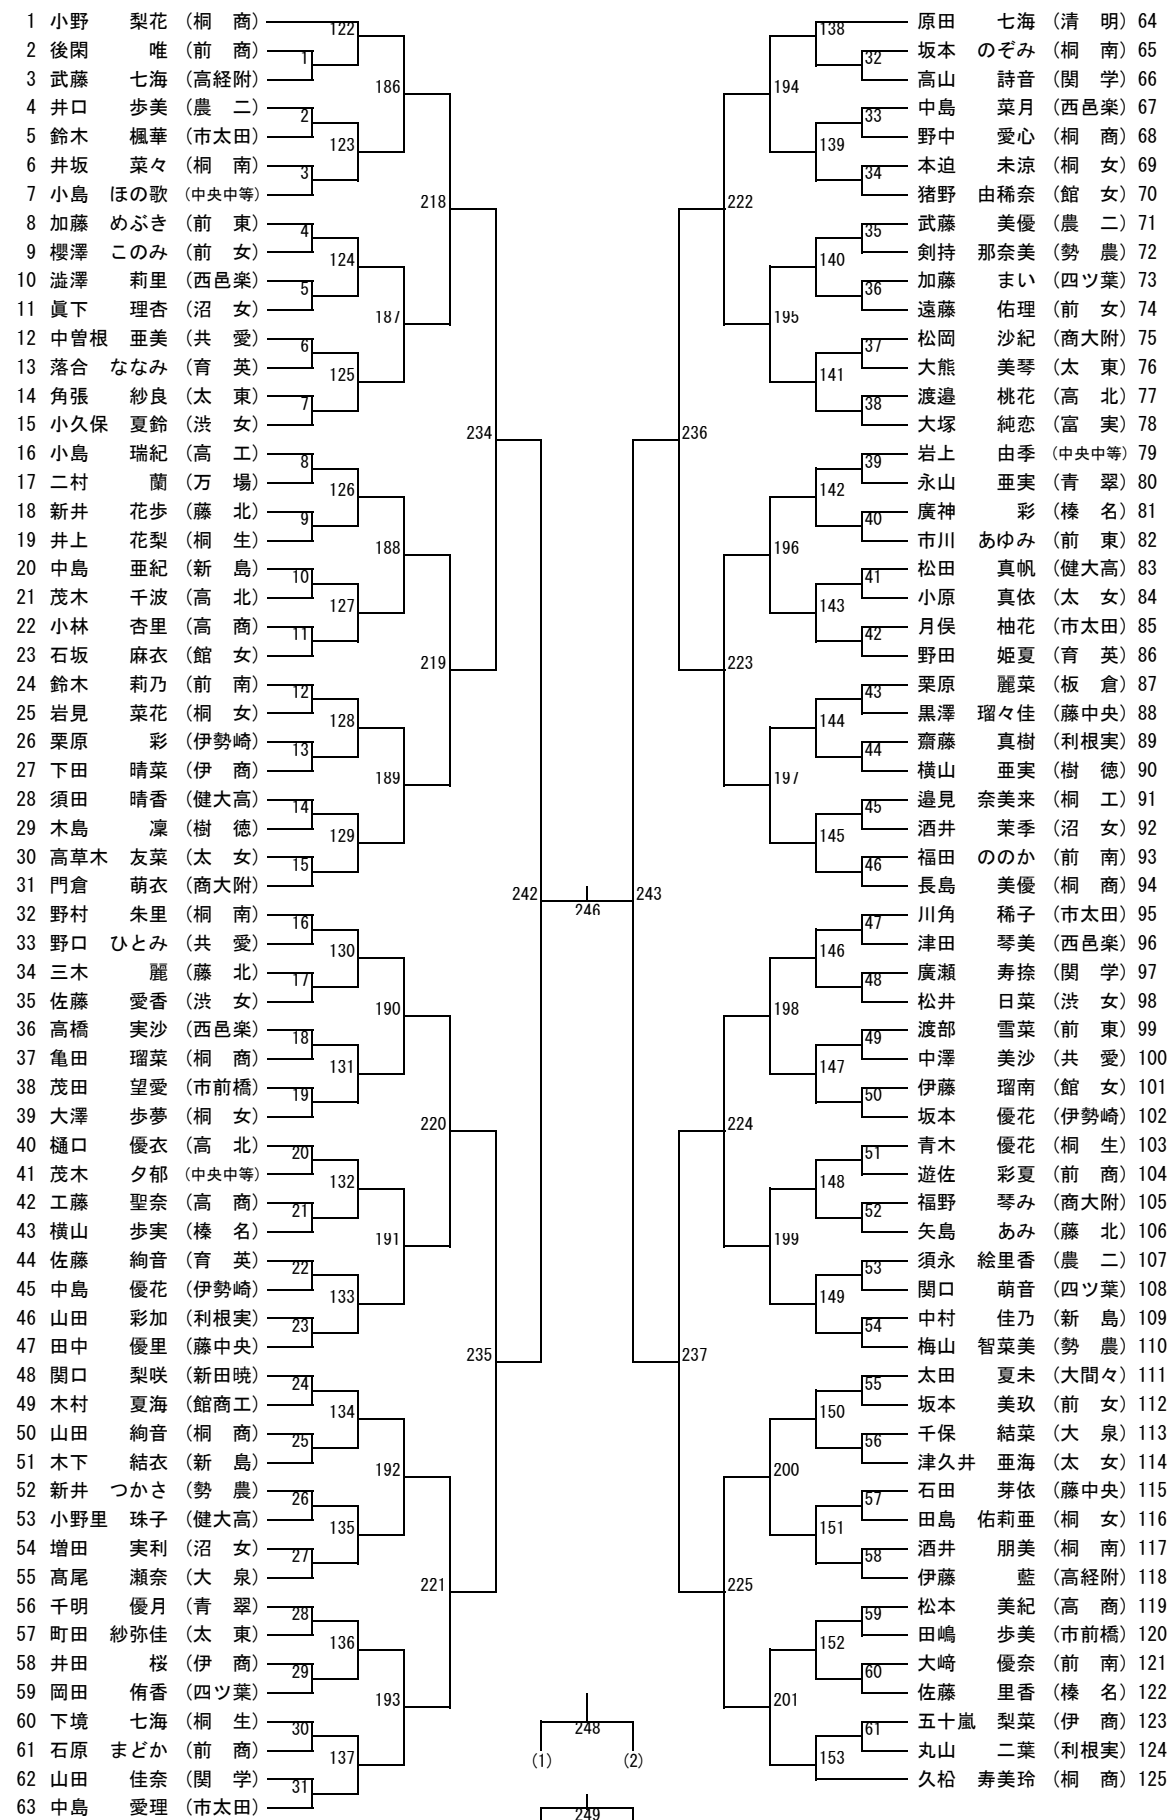 1 小野 梨花 (桐 商)
2 後閑 唯 (前 商)
3 武藤 七海 (高経附)
4 井口 歩美 (農 二)
5 鈴木 楓華 (市太田)
6 井坂 菜々 (桐 南)
7 小島 ほの歌 (中央中等)
8 加藤 めぶき (前 東)
9 櫻澤 このみ (前 女)
10 澁澤 莉里 (西邑楽)
11 眞下 理杏 (沼 女)
12 中曽根 亜美 (共 愛)
13 落合 ななみ (育 英)
14 角張 紗良 (太 東)
15 小久保 夏鈴 (渋 女)
16 小島 瑞紀 (高 工)
17 二村 蘭 (万 場)
18 新井 花歩 (藤 北)
19 井上 花梨 (桐 生)
20 中島 亜紀 (新 島)
21 茂木 千波 (高 北)
22 小林 杏里 (高 商)
23 石坂 麻衣 (館 女)
24 鈴木 莉乃 (前 南)
25 岩見 菜花 (桐 女)
26 栗原 彩 (伊勢崎)
27 下田 晴菜 (伊 商)
28 須田 晴香 (健大高)
29 木島 凜 (樹 徳)
30 高草木 友菜 (太 女)
31 門倉 萌衣 (商大附)
32 野村 朱里 (桐 南)
33 野口 ひとみ (共 愛)
34 三木 麗 (藤 北)
35 佐藤 愛香 (渋 女)
36 高橋 実沙 (西邑楽)
37 亀田 瑠菜 (桐 商)
38 茂田 望愛 (市前橋)
39 大澤 歩夢 (桐 女)
40 樋口 優衣 (高 北)
41 茂木 夕郁 (中央中等)
42 工藤 聖奈 (高 商)
43 横山 歩実 (榛 名)
44 佐藤 絢音 (育 英)
45 中島 優花 (伊勢崎)
46 山田 彩加 (利根実)
47 田中 優里 (藤中央)
48 関口 梨咲 (新田暁)
49 木村 夏海 (館商工)
50 山田 絢音 (桐 商)
51 木下 結衣 (新 島)
52 新井 つかさ (勢 農)
53 小野里 珠子 (健大高)
54 増田 実利 (沼 女)
55 髙尾 瀬奈 (大 泉)
56 千明 優月 (青 翠)
57 町田 紗弥佳 (太 東)
58 井田 桜 (伊 商)
59 岡田 侑香 (四ツ葉)
60 下境 七海 (桐 生)
61 石原 まどか (前 商)
62 山田 佳奈 (関 学)
63 中島 愛理 (市太田)
1
2
3
4
5
6
7
8
9
10
11
12
13
14
15
16
17
18
19
20
21
22
23
24
25
26
27
28
29
30
31
122
123
124
125
126
127
128
129
130
131
132
133
134
135
136
137
186
187
188
189
190
191
192
193
218
219
220
221
234
235
242
246
243
248
(1) (2)
249
236
237
222
223
224
225
194
195
196
197
198
199
200
201
138
139
140
141
142
143
144
145
146
147
148
149
150
151
152
153
32
33
34
35
36
37
38
39
40
41
42
43
44
45
46
47
48
49
50
51
52
53
54
55
56
57
58
59
60
61
原田 七海 (清 明) 64
坂本 のぞみ (桐 南) 65
高山 詩音 (関 学) 66
中島 菜月 (西邑楽) 67
野中 愛心 (桐 商) 68
本迫 未涼 (桐 女) 69
猪野 由稀奈 (館 女) 70
武藤 美優 (農 二) 71
剣持 那奈美 (勢 農) 72
加藤 まい (四ツ葉) 73
遠藤 佑理 (前 女) 74
松岡 沙紀 (商大附) 75
大熊 美琴 (太 東) 76
渡邉 桃花 (高 北) 77
大塚 純恋 (富 実) 78
岩上 由季 (中央中等) 79
永山 亜実 (青 翠) 80
廣神 彩 (榛 名) 81
市川 あゆみ (前 東) 82
松田 真帆 (健大高) 83
小原 真依 (太 女) 84
月俣 柚花 (市太田) 85
野田 姫夏 (育 英) 86
栗原 麗菜 (板 倉) 87
黒澤 瑠々佳 (藤中央) 88
齋藤 真樹 (利根実) 89
横山 亜実 (樹 徳) 90
邉見 奈美来 (桐 工) 91
酒井 茉季 (沼 女) 92
福田 ののか (前 南) 93
長島 美優 (桐 商) 94
川角 稀子 (市太田) 95
津田 琴美 (西邑楽) 96
廣瀬 寿捺 (関 学) 97
松井 日菜 (渋 女) 98
渡部 雪菜 (前 東) 99
中澤 美沙 (共 愛) 100
伊藤 瑠南 (館 女) 101
坂本 優花 (伊勢崎) 102
青木 優花 (桐 生) 103
遊佐 彩夏 (前 商) 104
福野 琴み (商大附) 105
矢島 あみ (藤 北) 106
須永 絵里香 (農 二) 107
関口 萌音 (四ツ葉) 108
中村 佳乃 (新 島) 109
梅山 智菜美 (勢 農) 110
太田 夏未 (大間々) 111
坂本 美玖 (前 女) 112
千保 結菜 (大 泉) 113
津久井 亜海 (太 女) 114
石田 芽依 (藤中央) 115
田島 佑莉亜 (桐 女) 116
酒井 朋美 (桐 南) 117
伊藤 藍 (高経附) 118
松本 美紀 (高 商) 119
田嶋 歩美 (市前橋) 120
大﨑 優奈 (前 南) 121
佐藤 里香 (榛 名) 122
五十嵐 梨菜 (伊 商) 123
丸山 二葉 (利根実) 124
久松 寿美玲 (桐 商) 125